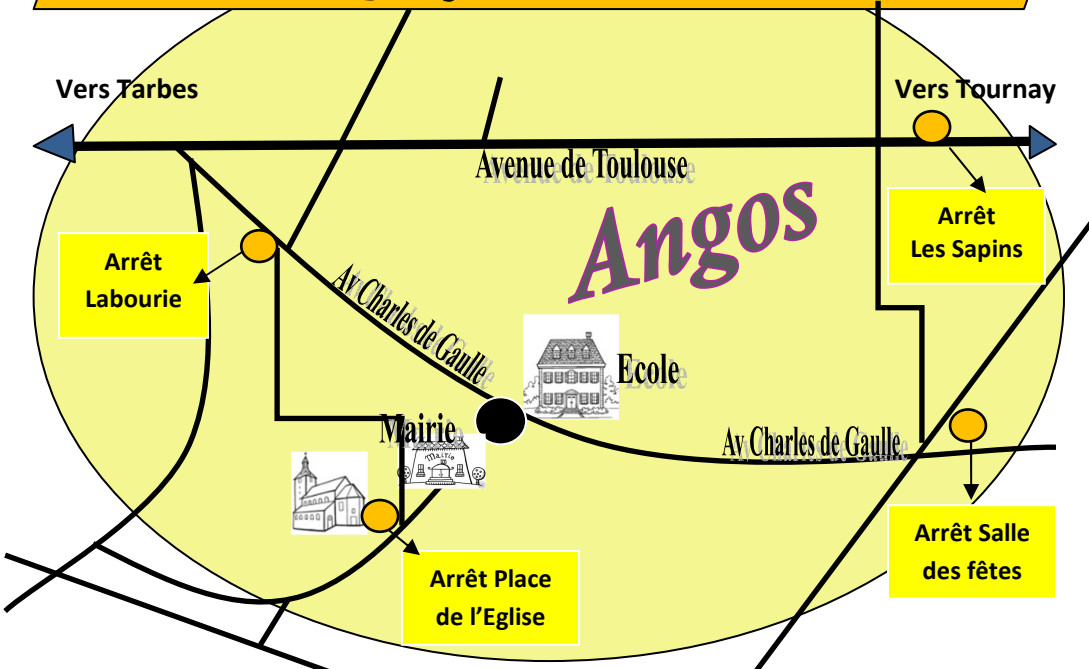 Vers Tarbes
Vers Tournay
Avenue de Toulouse
Angos
Arrêt
Les Sapins
Arrêt
Labourie
Av Charles de Gaulle
Ecole
Mairie
Mairie
Av Charles de Gaulle
Arrêt Salle
des fêtes
Arrêt Place
de l'Eglise